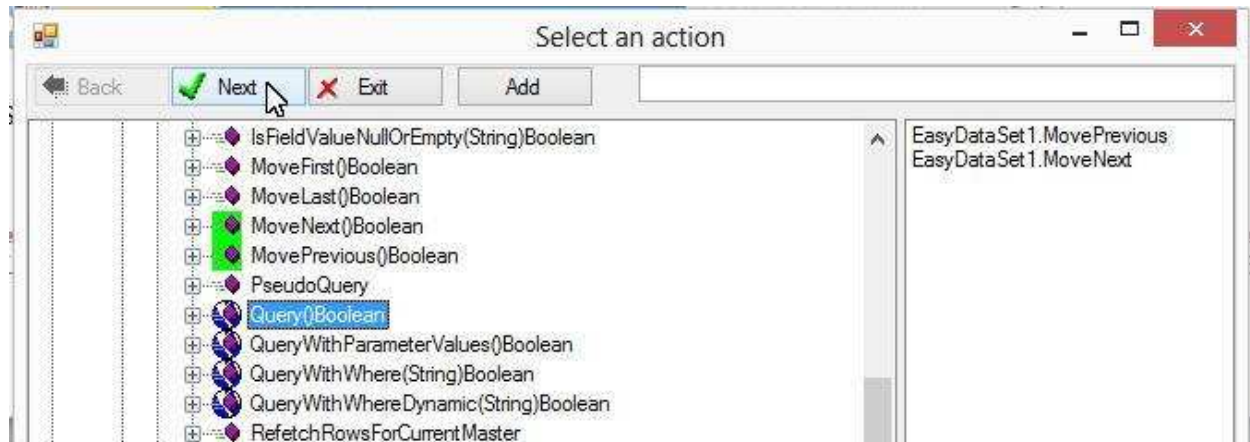 Select an action
Back Next Exit Add
IsFieldValueNullOrEmpty(String)Boolean
MoveFirst()Boolean
MoveLast()Boolean
MoveNext()Boolean
MovePrevious()Boolean
PseudoQuery
Query()Boolean
QueryWithParameterValues()Boolean
QueryWithWhere(String)Boolean
QueryWithWhereDynamic(String)Boolean
RefetchRowsForCurrentMaster
EasyDataSet1.MovePrevious
EasyDataSet1.MoveNext